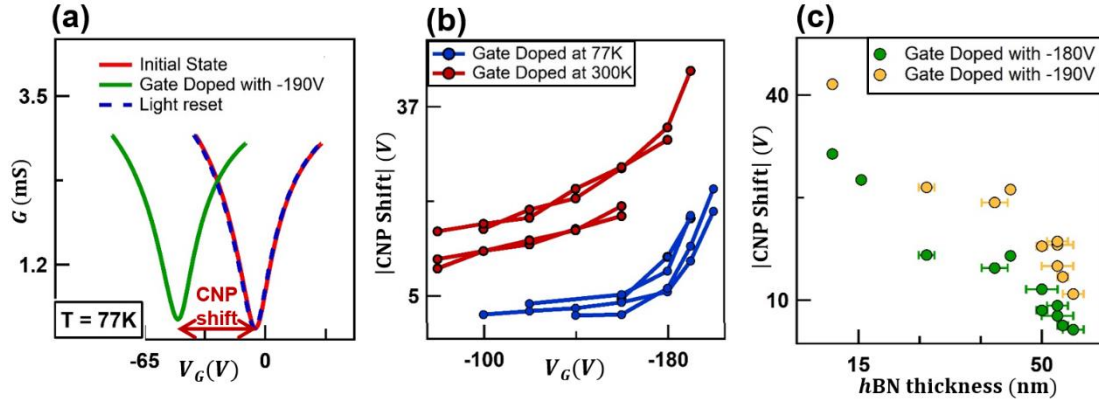 (a)
Initial State
Gate Doped with -190V
Light reset
3.5
G (mS)
1.2
CNP
shift
T = 77K
-65
0
V_G(V)
(b)
Gate Doped at 77K
Gate Doped at 300K
37
|CNP Shift| (V)
5
-100
-180
V_G(V)
(c)
Gate Doped with -180V
Gate Doped with -190V
40
|CNP Shift| (V)
10
15
50
hBN thickness (nm)